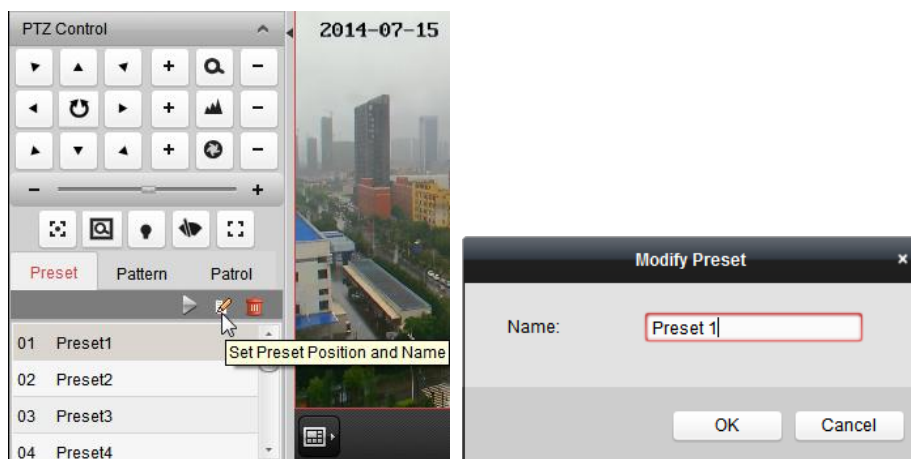 PTZ Control
2014-07-15
Preset Pattern Patrol
01 Preset1
Set Preset Position and Name
02 Preset2
03 Preset3
04 Preset4
Modify Preset
Name: Preset 1
OK Cancel